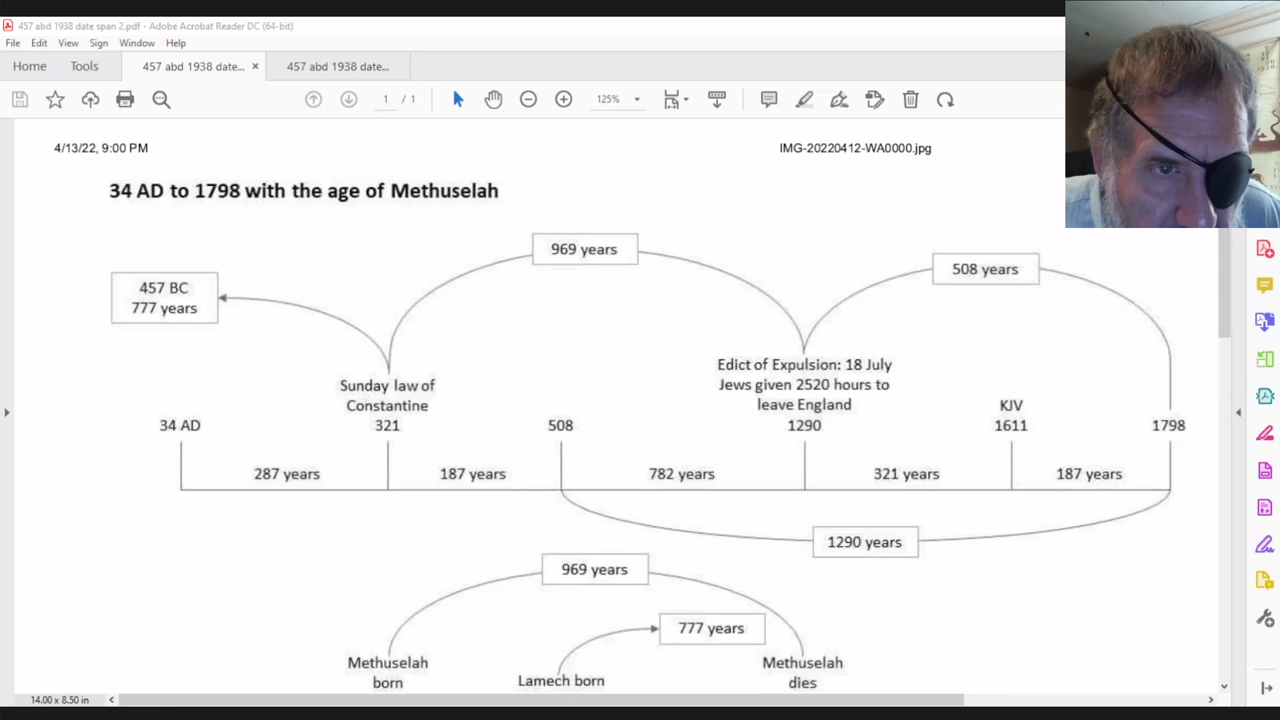 457 abd 1938 date span 2.pdf - Adobe Acrobat Reader DC (64-bit)
File Edit View Sign Window Help
Home Tools 457 abd 1938 date... × 457 abd 1938 date...
1 / 1 125%
4/13/22, 9:00 PM IMG-20220412-WA0000.jpg
34 AD to 1798 with the age of Methuselah
969 years
508 years
457 BC
777 years
Edict of Expulsion: 18 July
Jews given 2520 hours to
leave England
Sunday law of
Constantine
KJV
34 AD 321 508 1290 1611 1798
287 years 187 years 782 years 321 years 187 years
1290 years
969 years
777 years
Methuselah
born
Lamech born
Methuselah
dies
14.00 x 8.50 in